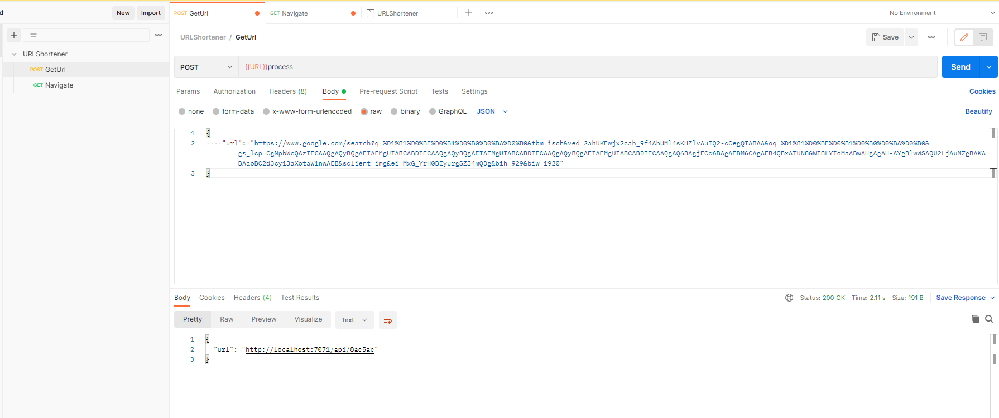 d
New
Import
POST GetUrl
GET Navigate
URLShortener
No Environment
URLShortener / GetUrl
Save
URLShortener
POST GetUrl
GET Navigate
POST
{{URL}}process
Send
Params
Authorization
Headers (8)
Body
Pre-request Script
Tests
Settings
Cookies
none
form-data
x-www-form-urlencoded
raw
binary
GraphQL
JSON
Beautify
1 {
2 "url": "https://www.google.com/search?q=%D1%81%D0%BE%D0%B1%D0%B0%D0%BA%D0%B0&tbm=isch&ved=2ahUKEwjx2cah_9f4AhUMl4sKHZlvAuIQ2-cCegQIABAA&oq=%D1%81%D0%BE%D0%B1%D0%B0%D0%BA%D0%B0&
gs_lcp=CgNpbWcQAzIFCAAQgAQyBQgAEIAEMgUIABCABDIFCAAQgAQyBQgAEIAEMgUIABCABDIFCAAQgAQyBQgAEIAEMgUIABCABDIFCAAQgAQ6BAgjECc6BAgAEBM6CAgAEB4QBxATUN8GWI8LYIoMaABwAHgAgAH-AYgBlwWSAQU2LjAuMZgBAKA
BAaoBC2d3cy13aXotaW1nwAEB&sclient=img&ei=MxG_YrH0BIyurgSZ34mQDg&bih=929&biw=1920"
3 }
Body
Cookies
Headers (4)
Test Results
Status: 200 OK
Time: 2.11 s
Size: 191 B
Save Response
Pretty
Raw
Preview
Visualize
Text
1 {
2 "url": "http://localhost:7071/api/8ac5ac"
3 }